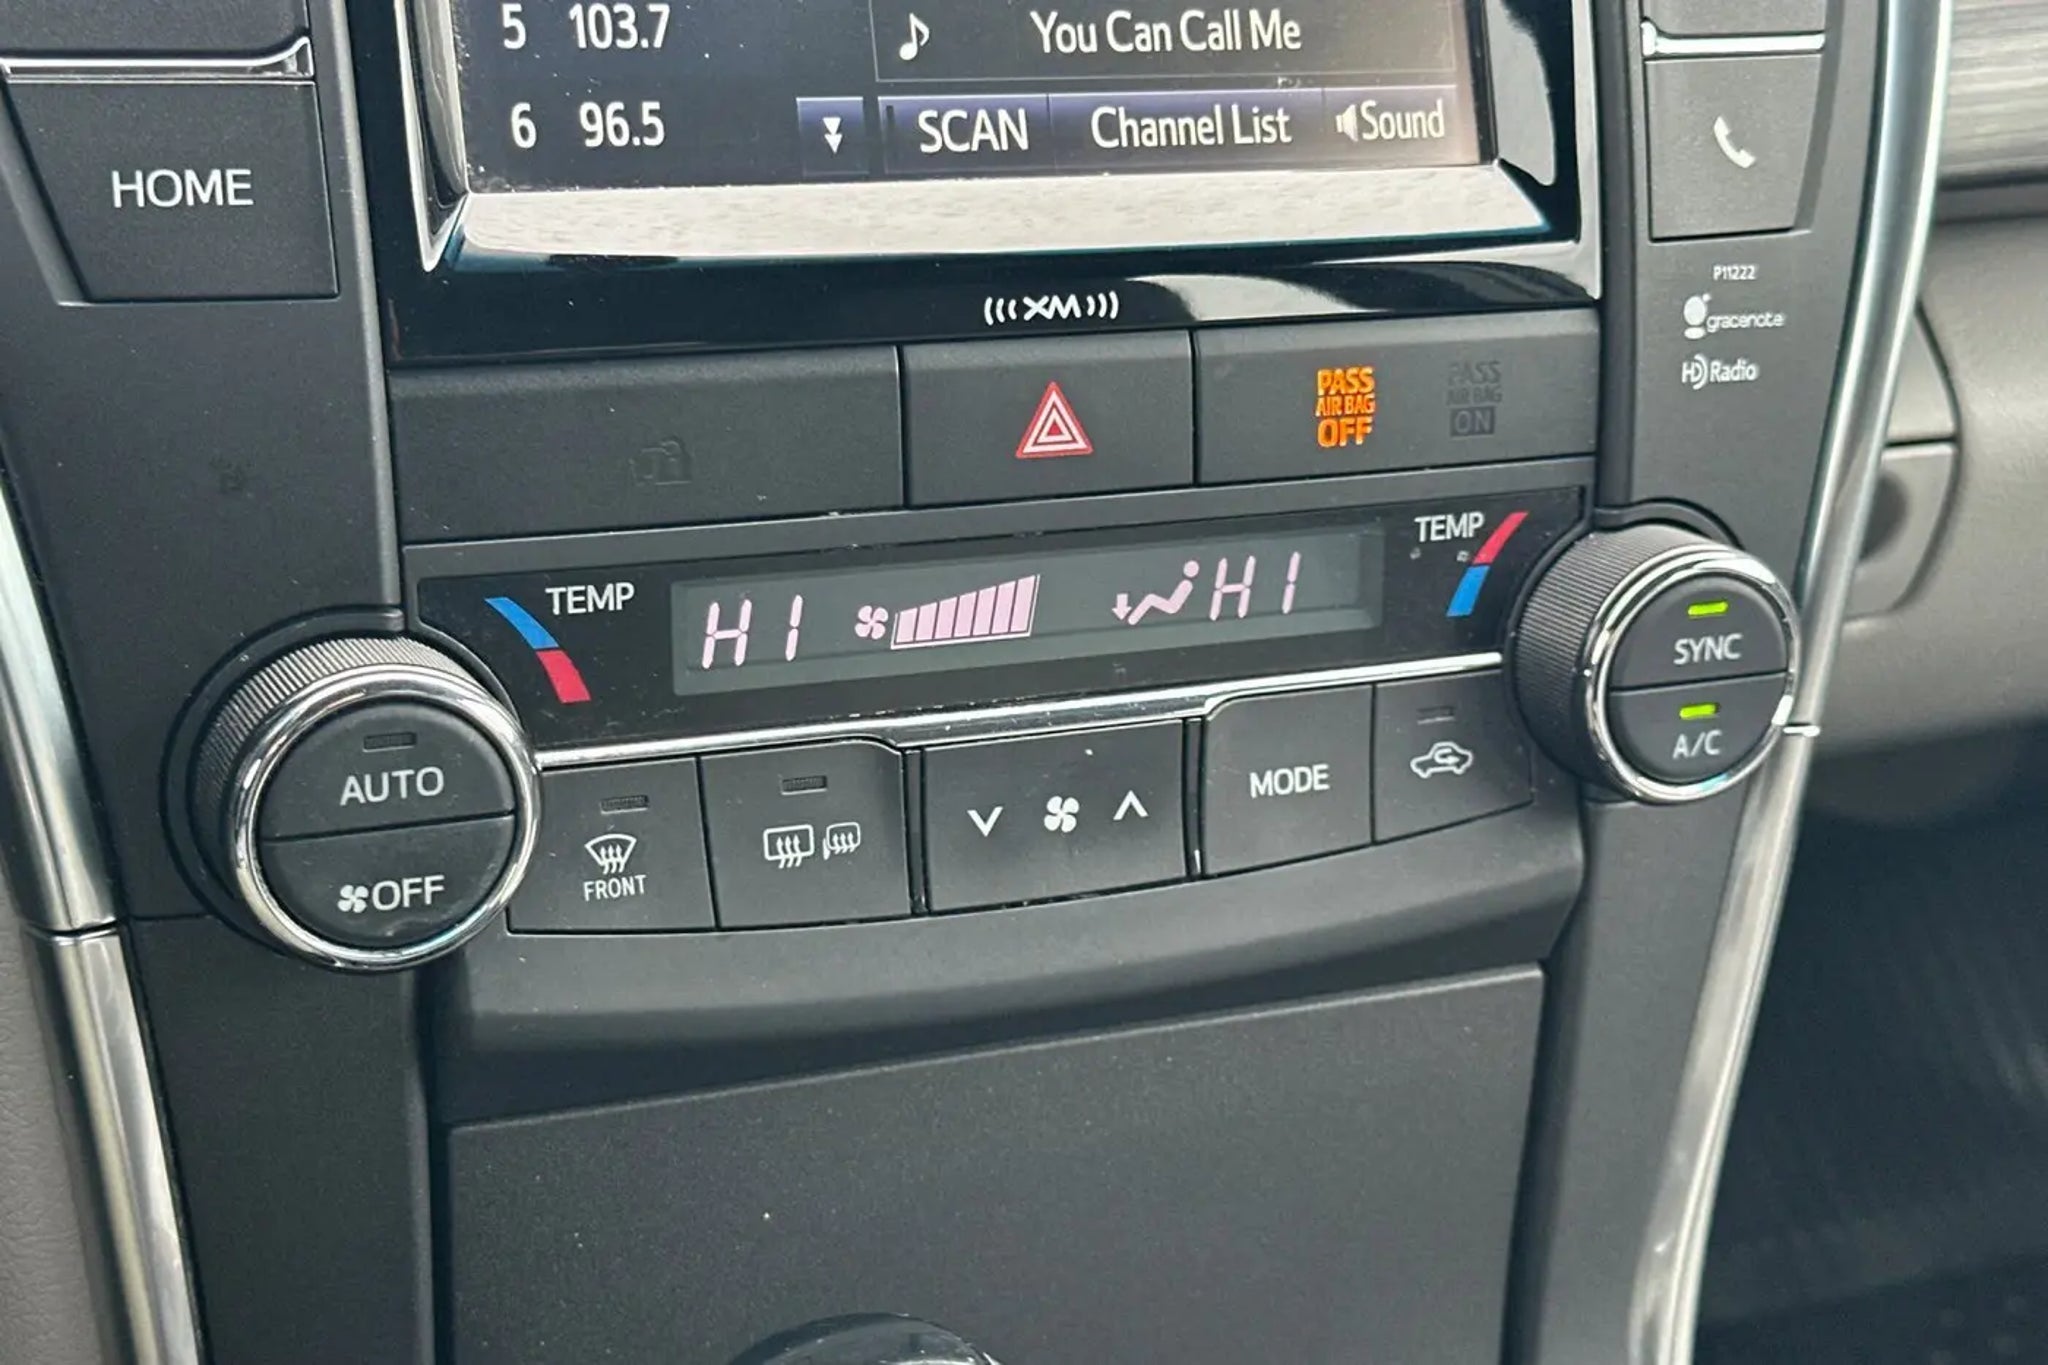 5 103.7
You Can Call Me
6 96.5
SCAN
Channel List
Sound
HOME
XM
P11222
gracenote
HD Radio
PASS
AIR BAG
OFF
PASS
AIR BAG
ON
TEMP
HI
HI
TEMP
AUTO
OFF
FRONT
MODE
SYNC
A/C